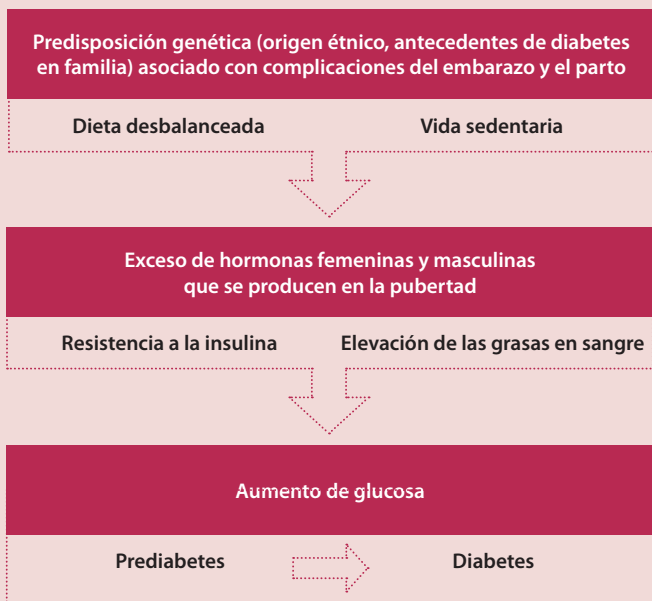 Predisposición genética (origen étnico, antecedentes de diabetes
en familia) asociado con complicaciones del embarazo y el parto
Dieta desbalanceada Vida sedentaria
Exceso de hormonas femeninas y masculinas
que se producen en la pubertad
Resistencia a la insulina Elevación de las grasas en sangre
Aumento de glucosa
Prediabetes Diabetes